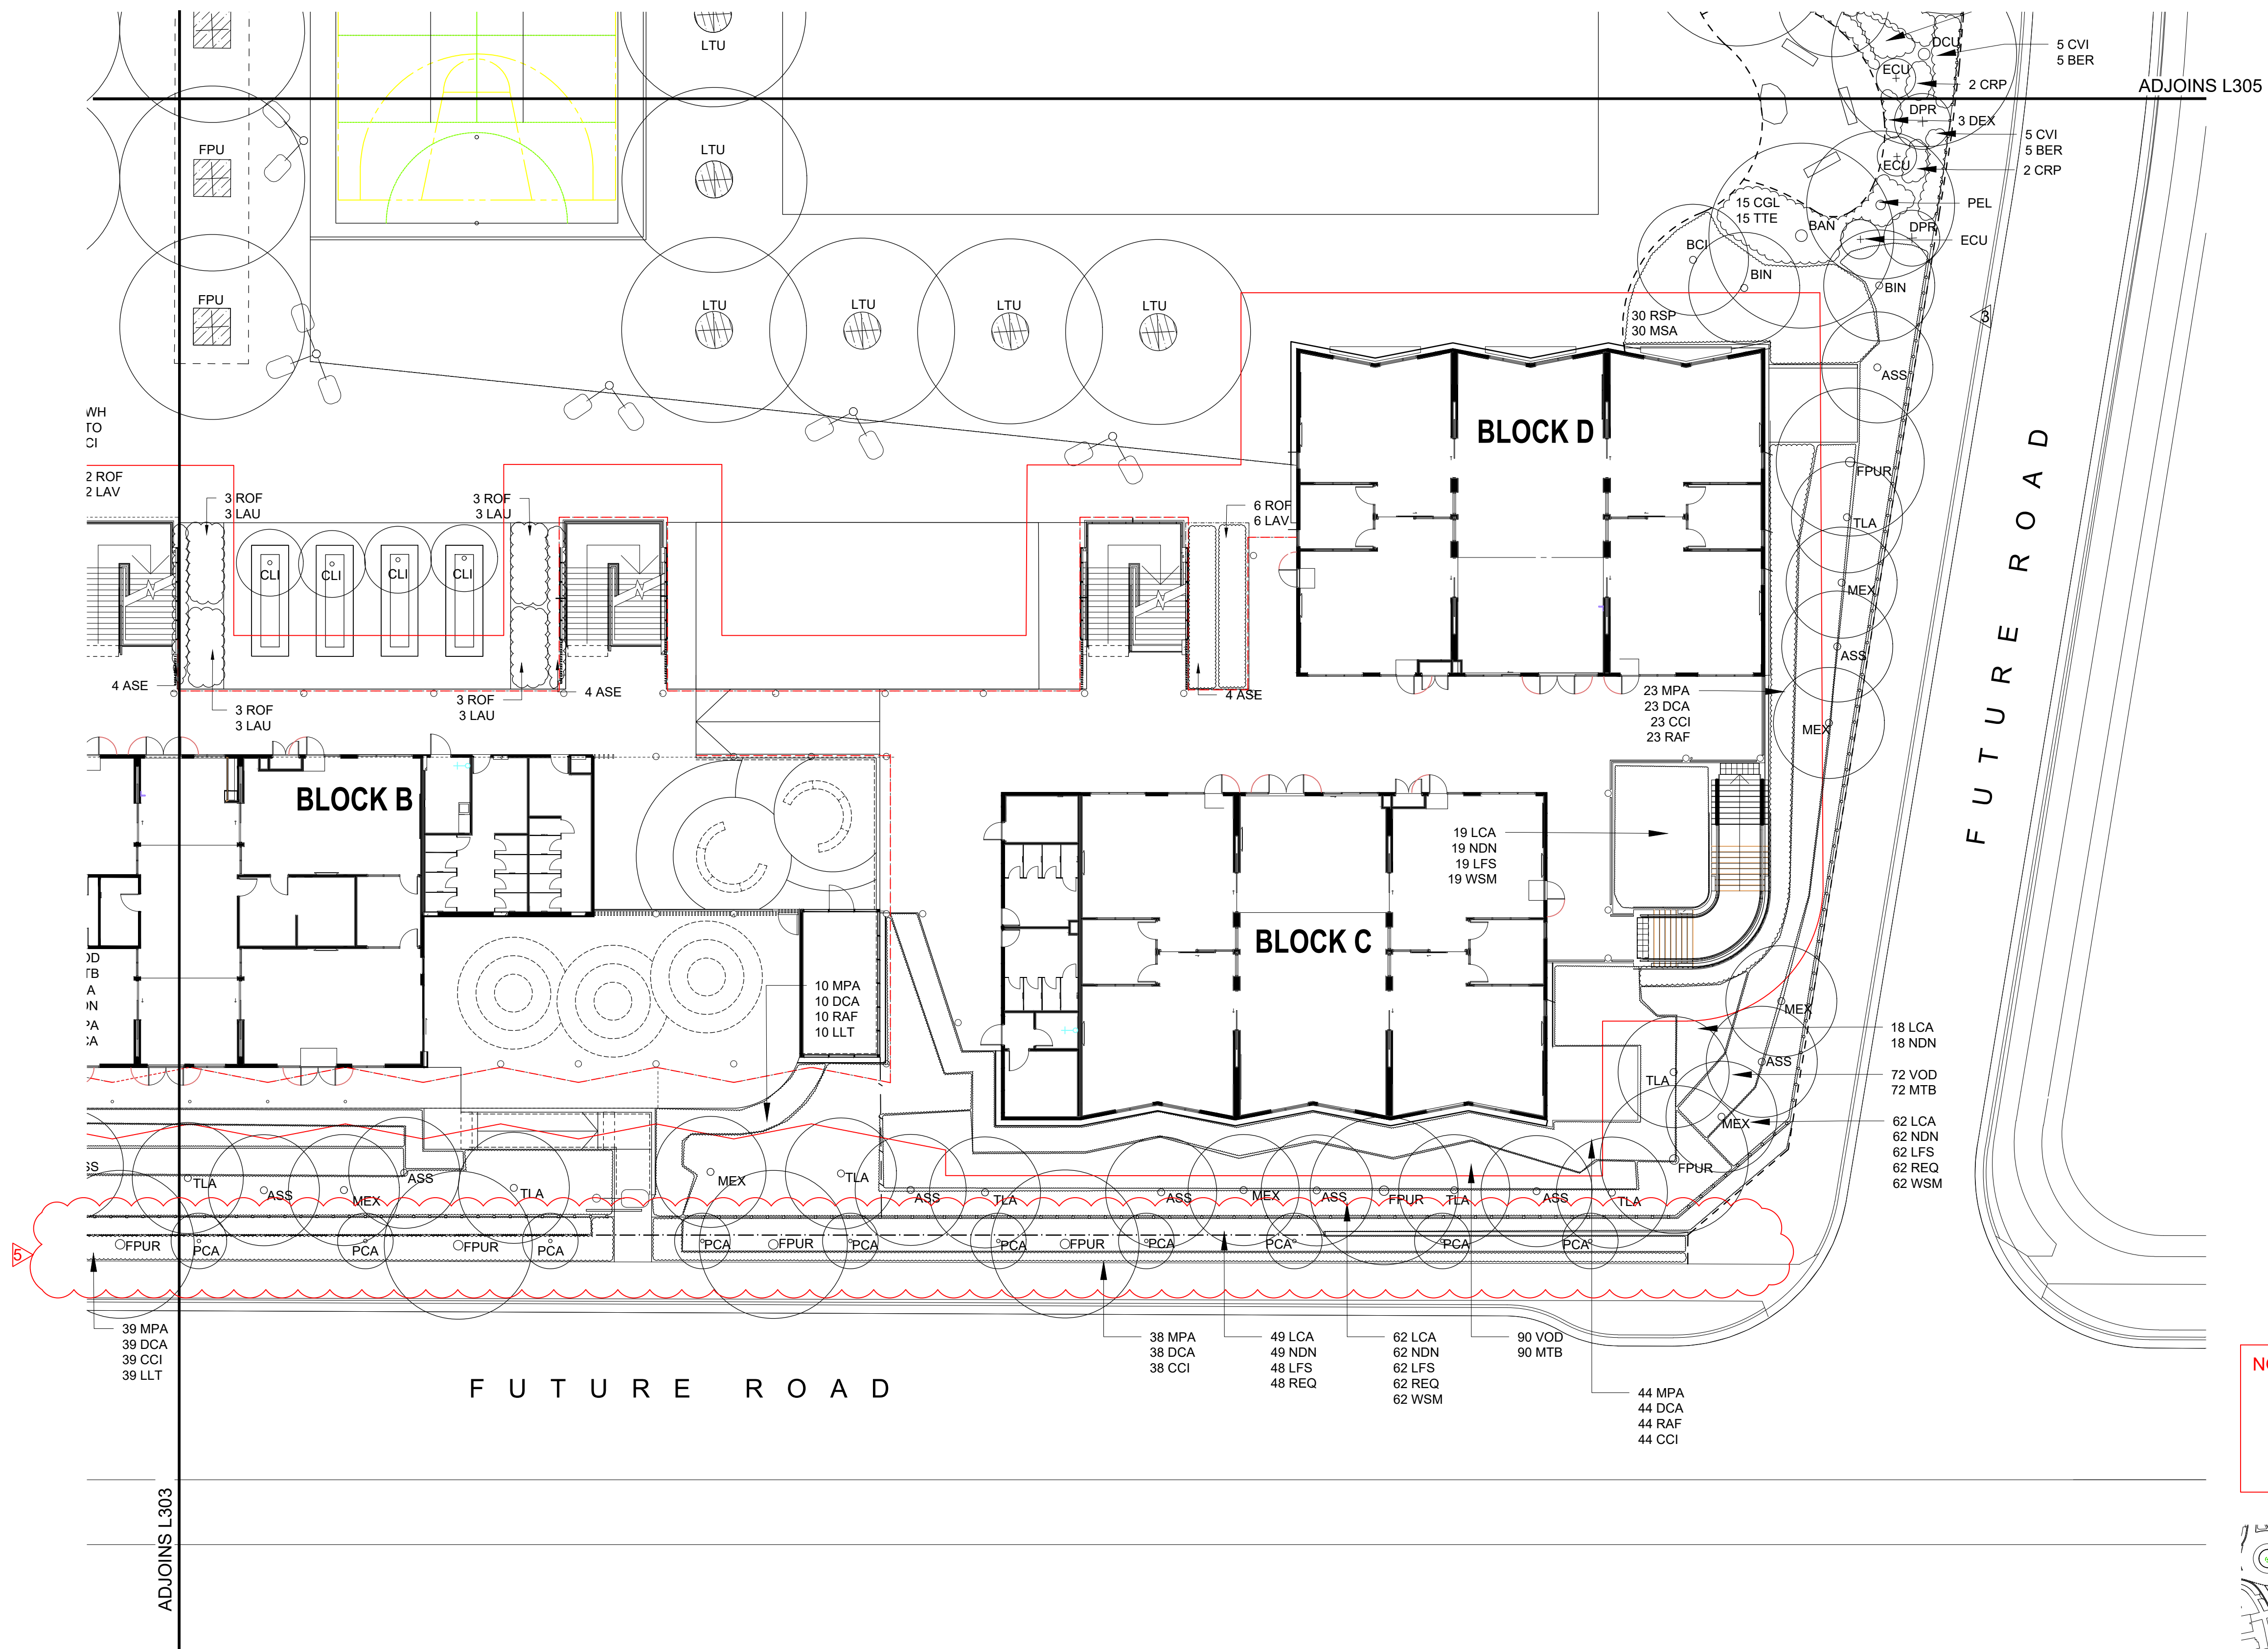 LTU
DCU
5 CVI
5 BER
ECU
2 CRP
ADJOINS L305
DPR
3 DEX
5 CVI
5 BER
FPU
LTU
ECU
2 CRP
15 CGL
15 TTE
PEL
BAN
DPR
ECU
BCI
BIN
BIN
FPU
LTU
LTU
LTU
LTU
30 RSP
30 MSA
3
ASS
WH
TO
CI
BLOCK D
FUTURE ROAD
FPUR
2 ROF
2 LAV
3 ROF
3 LAU
3 ROF
3 LAU
6 ROF
6 LAV
TLA
CLI
CLI
CLI
CLI
MEX
ASS
4 ASE
4 ASE
4 ASE
3 ROF
3 LAU
3 ROF
3 LAU
23 MPA
23 DCA
23 CCI
23 RAF
MEX
BLOCK B
19 LCA
19 NDN
19 LFS
19 WSM
BLOCK C
OD
TB
A
DN
PA
CA
10 MPA
10 DCA
10 RAF
10 LLT
MEX
18 LCA
18 NDN
ASS
TLA
72 VOD
72 MTB
MEX
62 LCA
62 NDN
62 LFS
62 REQ
62 WSM
SS
TLA
ASS
MEX
ASS
TLA
MEX
TLA
ASS
TLA
ASS
MEX
ASS
FPUR
TLA
ASS
TLA
FPUR
5
FPUR
PCA
PCA
FPUR
PCA
PCA
FPUR
PCA
PCA
FPUR
PCA
PCA
PCA
PCA
39 MPA
39 DCA
39 CCI
39 LLT
38 MPA
38 DCA
38 CCI
49 LCA
49 NDN
48 LFS
48 REQ
62 LCA
62 NDN
62 LFS
62 REQ
62 WSM
90 VOD
90 MTB
44 MPA
44 DCA
44 RAF
44 CCI
FUTURE ROAD
ADJOINS L303